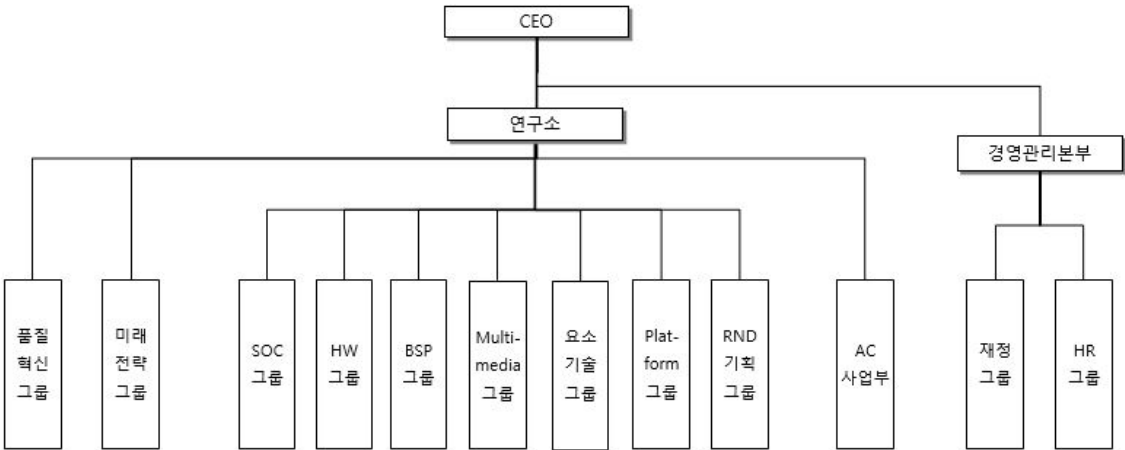 CEO
연구소
경영관리본부
품질
혁신
그룹
미래
전략
그룹
SOC
그룹
HW
그룹
BSP
그룹
Multi-
media
그룹
요소
기술
그룹
Plat-
form
그룹
RND
기획
그룹
AC
사업부
재정
그룹
HR
그룹